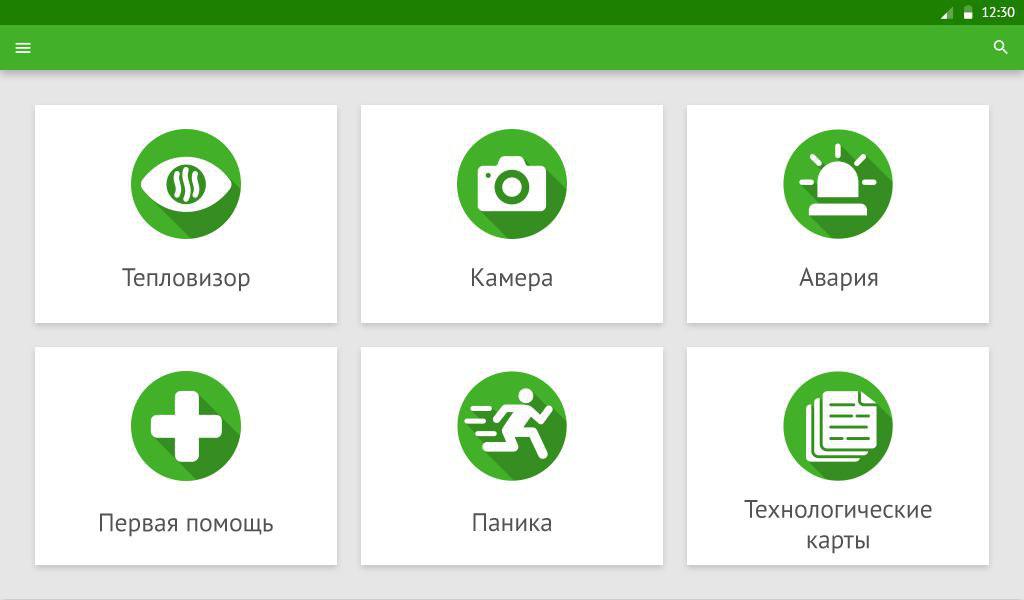 12:30
Тепловизор
Камера
Авария
Первая помощь
Паника
Технологические
карты